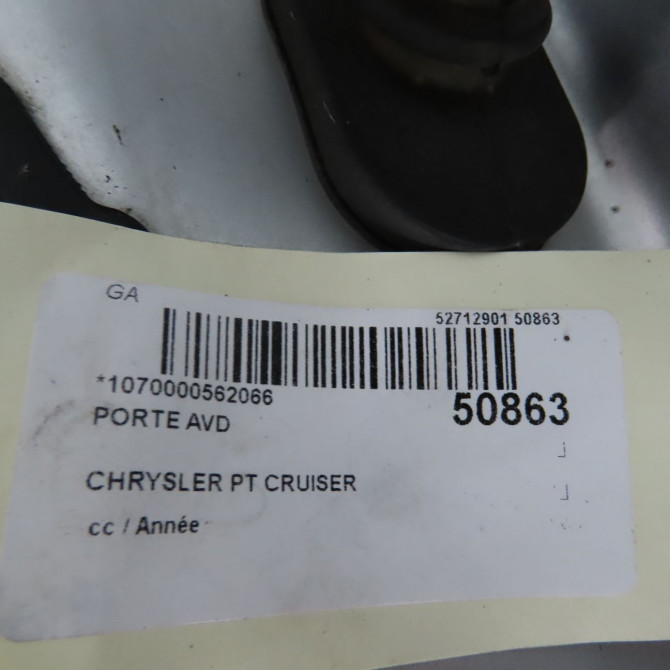 GA
52712901 50863
*1070000562066
50863
PORTE AVD
CHRYSLER PT CRUISER
cc / Année